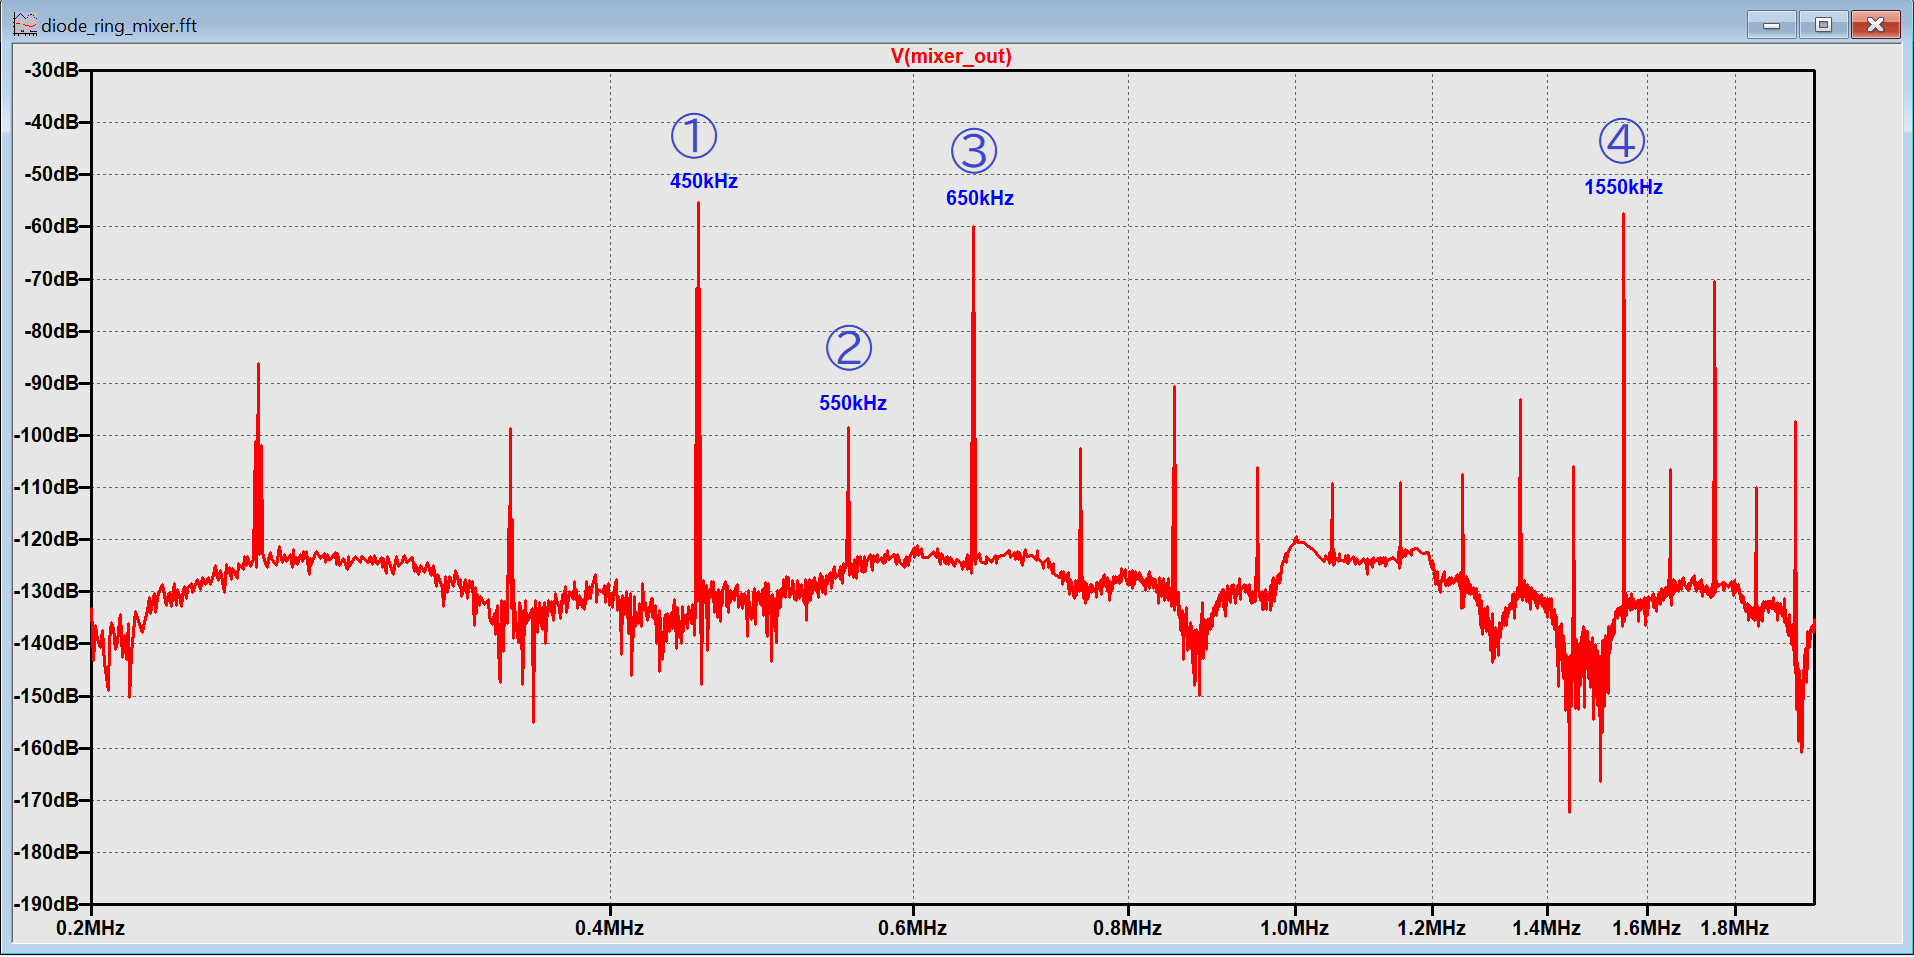 diode_ring_mixer.fft
V(mixer_out)
-30dB
-40dB
-50dB
-60dB
-70dB
-80dB
-90dB
-100dB
-110dB
-120dB
-130dB
-140dB
-150dB
-160dB
-170dB
-180dB
-190dB
①
450kHz
②
550kHz
③
650kHz
④
1550kHz
0.2MHz 0.4MHz 0.6MHz 0.8MHz 1.0MHz 1.2MHz 1.4MHz 1.6MHz 1.8MHz